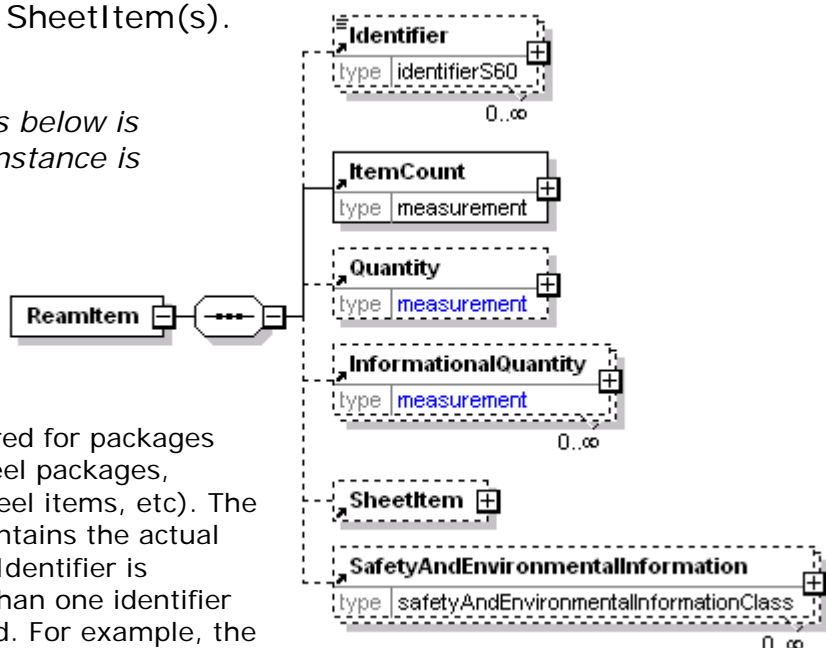 SheetItem(s).
s below is
nstance is
red for packages
eel packages,
eel items, etc). The
ntains the actual
Identifier is
han one identifier
d. For example, the
Identifier
type identifierS60
0..∞
ItemCount
type measurement
Quantity
type measurement
ReamItem
InformationalQuantity
type measurement
0..∞
SheetItem
SafetyAndEnvironmentalInformation
type safetyAndEnvironmentalInformationClass
0..∞